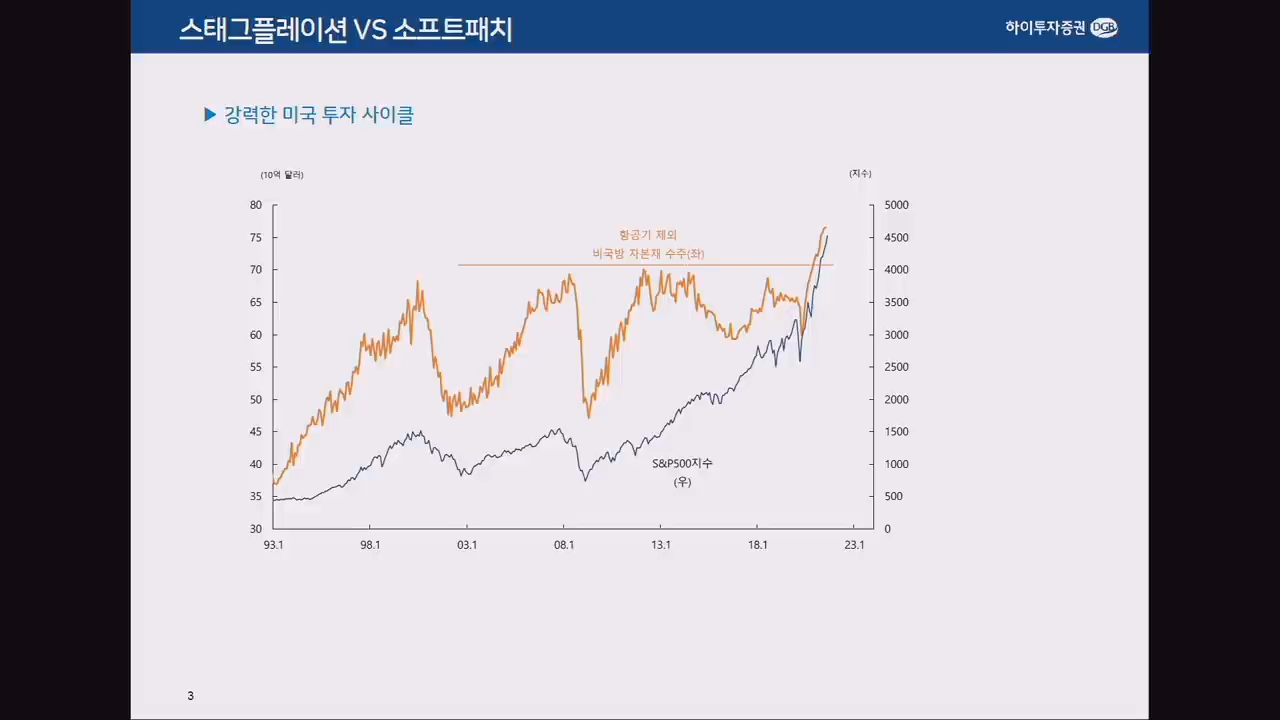 스태그플레이션 VS 소프트패치
하이투자증권 DGB
▶ 강력한 미국 투자 사이클
(10억 달러)
(지수)
80
75
70
65
60
55
50
45
40
35
30
5000
4500
4000
3500
3000
2500
2000
1500
1000
500
0
항공기 제외
비국방 자본재 수주(좌)
S&P500지수
(우)
93.1 98.1 03.1 08.1 13.1 18.1 23.1
3